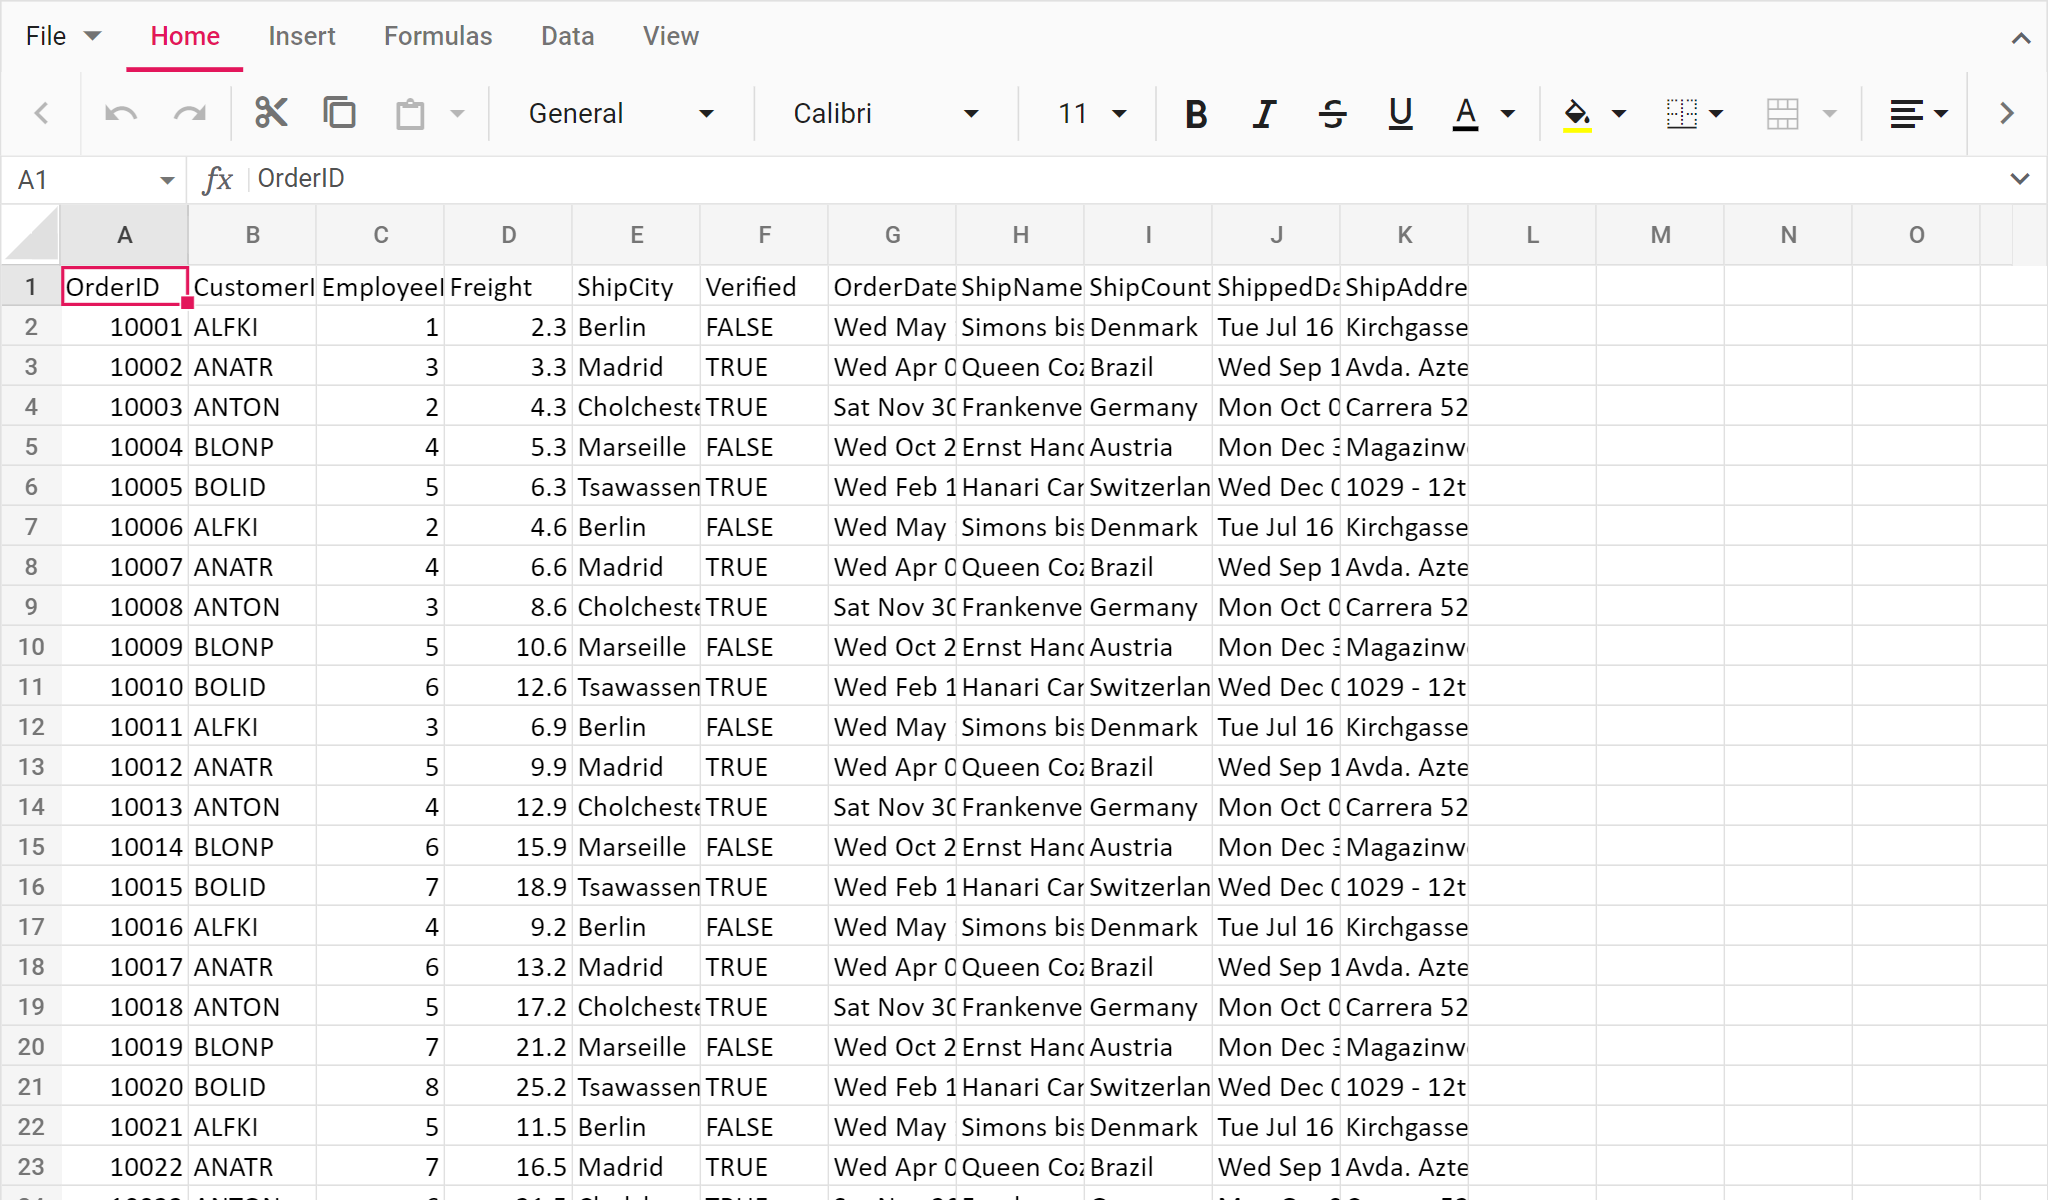 File Home Insert Formulas Data View
General Calibri 11 B I S U A
A1 fx OrderID
A B C D E F G H I J K L M N O
1 OrderID CustomerI EmployeeI Freight ShipCity Verified OrderDate ShipName ShipCount ShippedDa ShipAddre
2 10001 ALFKI 1 2.3 Berlin FALSE Wed May Simons bis Denmark Tue Jul 16 Kirchgasse
3 10002 ANATR 3 3.3 Madrid TRUE Wed Apr 0 Queen Coz Brazil Wed Sep 1 Avda. Azte
4 10003 ANTON 2 4.3 Cholcheste TRUE Sat Nov 30 Frankenve Germany Mon Oct 0 Carrera 52
5 10004 BLONP 4 5.3 Marseille FALSE Wed Oct 2 Ernst Hand Austria Mon Dec 3 Magazinw
6 10005 BOLID 5 6.3 Tsawassen TRUE Wed Feb 1 Hanari Car Switzerlan Wed Dec 0 1029 - 12t
7 10006 ALFKI 2 4.6 Berlin FALSE Wed May Simons bis Denmark Tue Jul 16 Kirchgasse
8 10007 ANATR 4 6.6 Madrid TRUE Wed Apr 0 Queen Coz Brazil Wed Sep 1 Avda. Azte
9 10008 ANTON 3 8.6 Cholcheste TRUE Sat Nov 30 Frankenve Germany Mon Oct 0 Carrera 52
10 10009 BLONP 5 10.6 Marseille FALSE Wed Oct 2 Ernst Hand Austria Mon Dec 3 Magazinw
11 10010 BOLID 6 12.6 Tsawassen TRUE Wed Feb 1 Hanari Car Switzerlan Wed Dec 0 1029 - 12t
12 10011 ALFKI 3 6.9 Berlin FALSE Wed May Simons bis Denmark Tue Jul 16 Kirchgasse
13 10012 ANATR 5 9.9 Madrid TRUE Wed Apr 0 Queen Coz Brazil Wed Sep 1 Avda. Azte
14 10013 ANTON 4 12.9 Cholcheste TRUE Sat Nov 30 Frankenve Germany Mon Oct 0 Carrera 52
15 10014 BLONP 6 15.9 Marseille FALSE Wed Oct 2 Ernst Hand Austria Mon Dec 3 Magazinw
16 10015 BOLID 7 18.9 Tsawassen TRUE Wed Feb 1 Hanari Car Switzerlan Wed Dec 0 1029 - 12t
17 10016 ALFKI 4 9.2 Berlin FALSE Wed May Simons bis Denmark Tue Jul 16 Kirchgasse
18 10017 ANATR 6 13.2 Madrid TRUE Wed Apr 0 Queen Coz Brazil Wed Sep 1 Avda. Azte
19 10018 ANTON 5 17.2 Cholcheste TRUE Sat Nov 30 Frankenve Germany Mon Oct 0 Carrera 52
20 10019 BLONP 7 21.2 Marseille FALSE Wed Oct 2 Ernst Hand Austria Mon Dec 3 Magazinw
21 10020 BOLID 8 25.2 Tsawassen TRUE Wed Feb 1 Hanari Car Switzerlan Wed Dec 0 1029 - 12t
22 10021 ALFKI 5 11.5 Berlin FALSE Wed May Simons bis Denmark Tue Jul 16 Kirchgasse
23 10022 ANATR 7 16.5 Madrid TRUE Wed Apr 0 Queen Coz Brazil Wed Sep 1 Avda. Azte